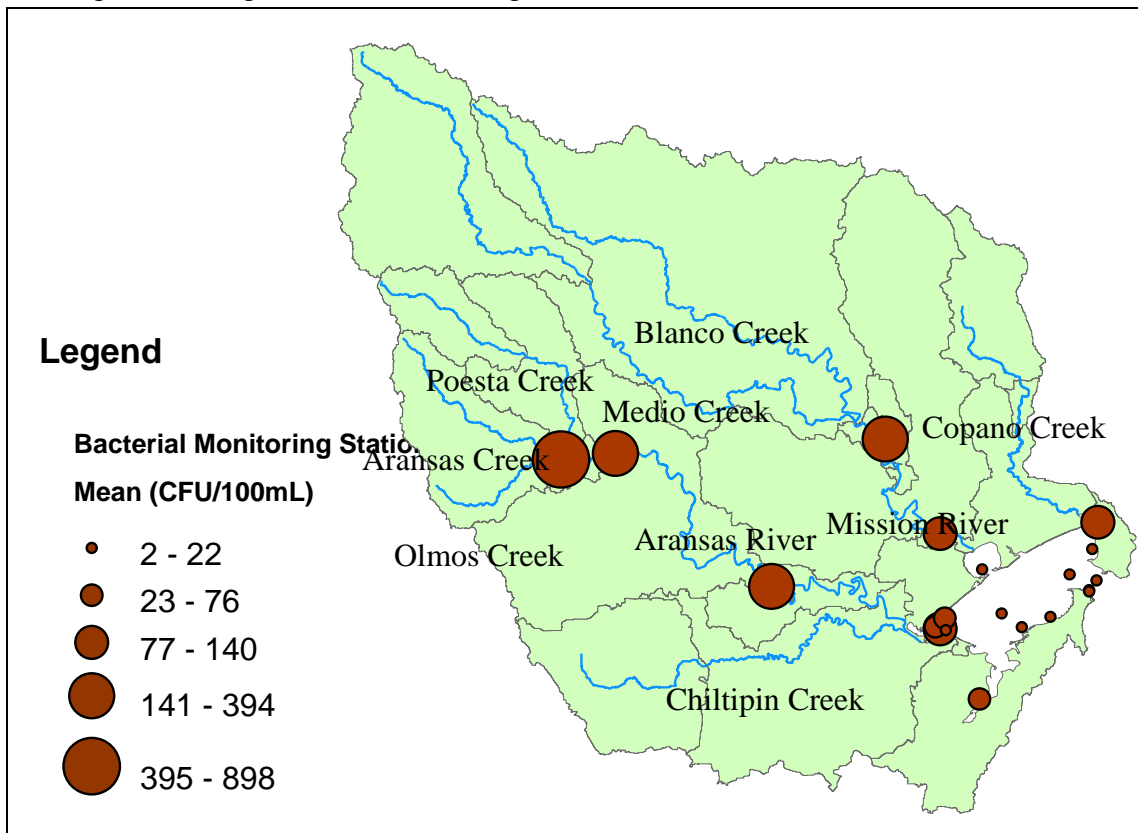 Legend
Bacterial Monitoring Station
Mean (CFU/100mL)
2 - 22
23 - 76
77 - 140
141 - 394
395 - 898
Blanco Creek
Poesta Creek
Medio Creek
Copano Creek
Aransas Creek
Mission River
Aransas River
Olmos Creek
Chiltipin Creek